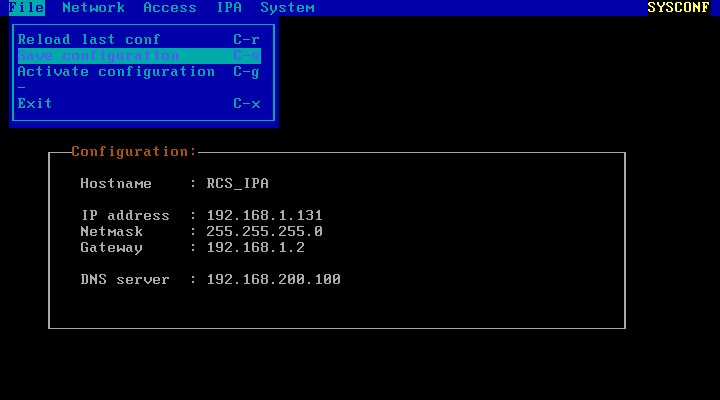 File Network Access IPA System SYSCONF
Reload last conf C-r
Save configuration C-s
Activate configuration C-g
Exit C-x
Configuration:
Hostname : RCS_IPA
IP address : 192.168.1.131
Netmask : 255.255.255.0
Gateway : 192.168.1.2
DNS server : 192.168.200.100